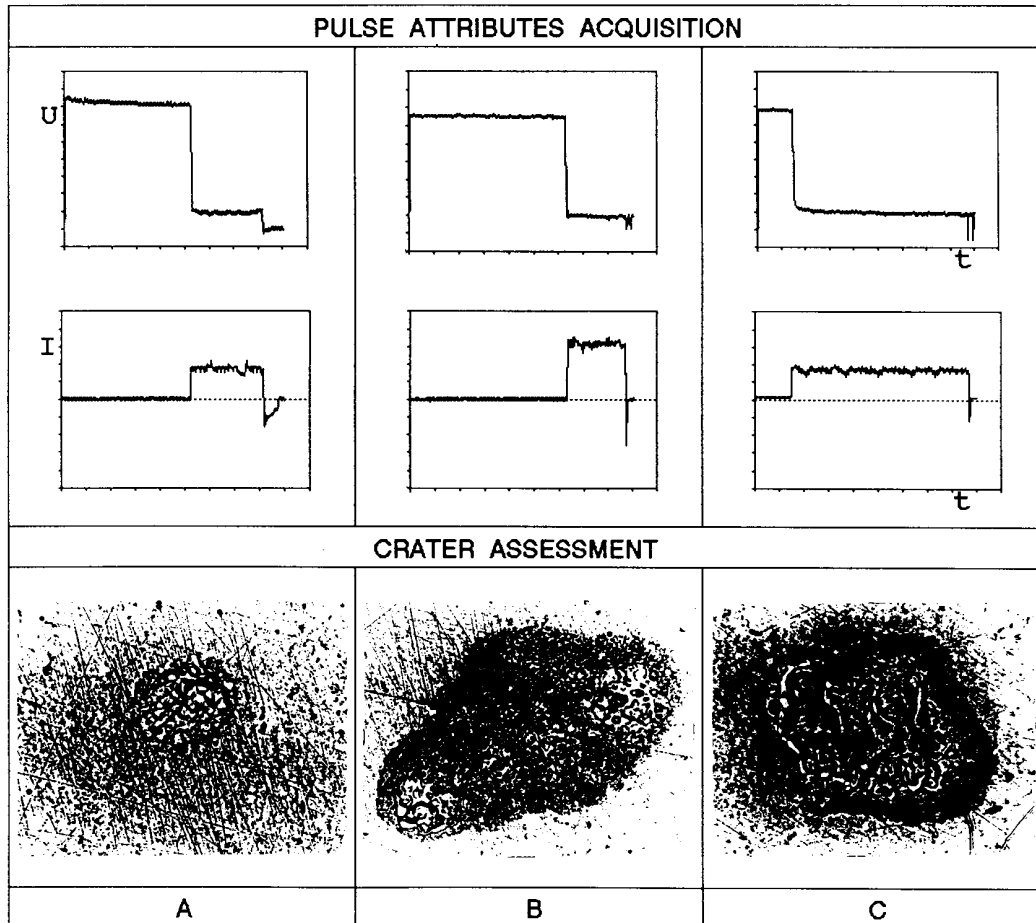 PULSE ATTRIBUTES ACQUISITION
U
t
I
t
CRATER ASSESSMENT
A B C